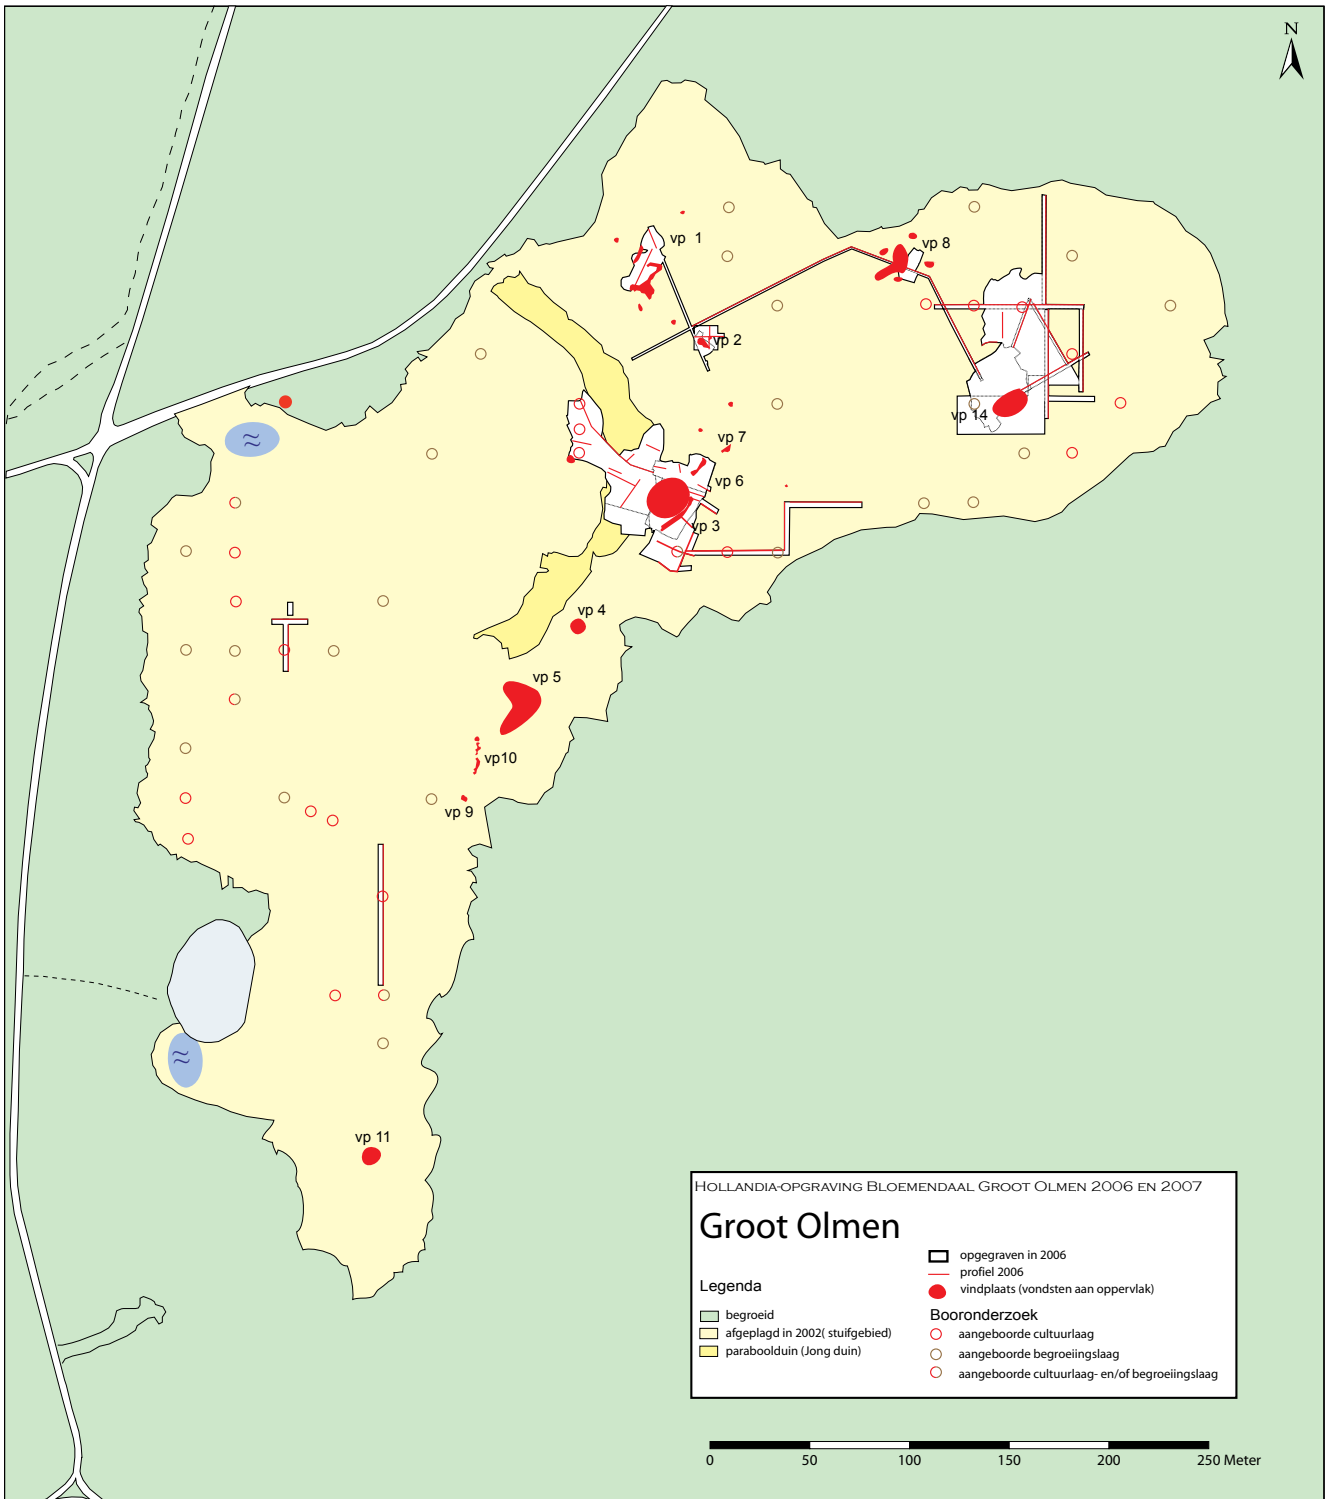 N
vp 1
vp 8
vp 2
vp 14
vp 7
vp 6
vp 3
vp 4
vp 5
vp10
vp 9
vp 11
HOLLANDIA-OPGRAVING BLOEMENDAAL GROOT OLMEN 2006 EN 2007
Groot Olmen
Legenda
begroeid
afgeplagd in 2002( stuifgebied)
paraboolduin (Jong duin)
opgegraven in 2006
profiel 2006
vindplaats (vondsten aan oppervlak)
Booronderzoek
aangeboorde cultuurlaag
aangeboorde begroeiingslaag
aangeboorde cultuurlaag- en/of begroeiingslaag
0 50 100 150 200 250 Meter